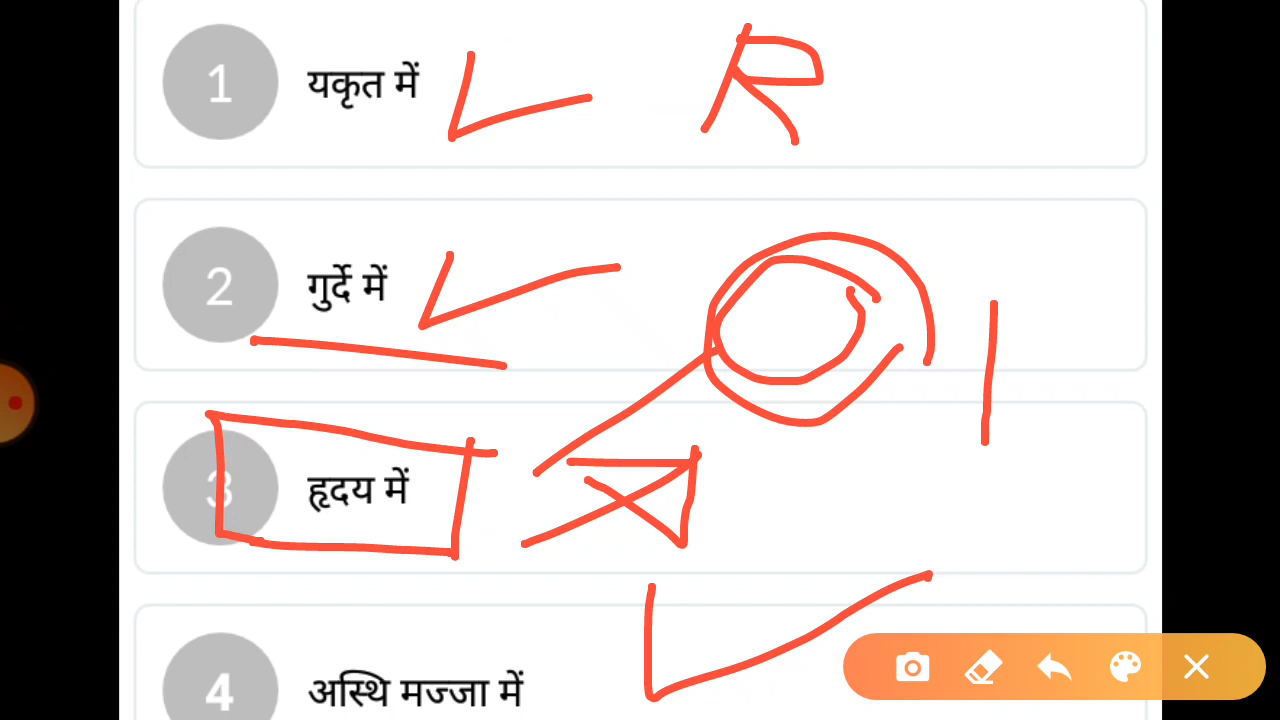 1 यकृत में R
2 गुर्दे में
3 हृदय में
4 अस्थि मज्जा में